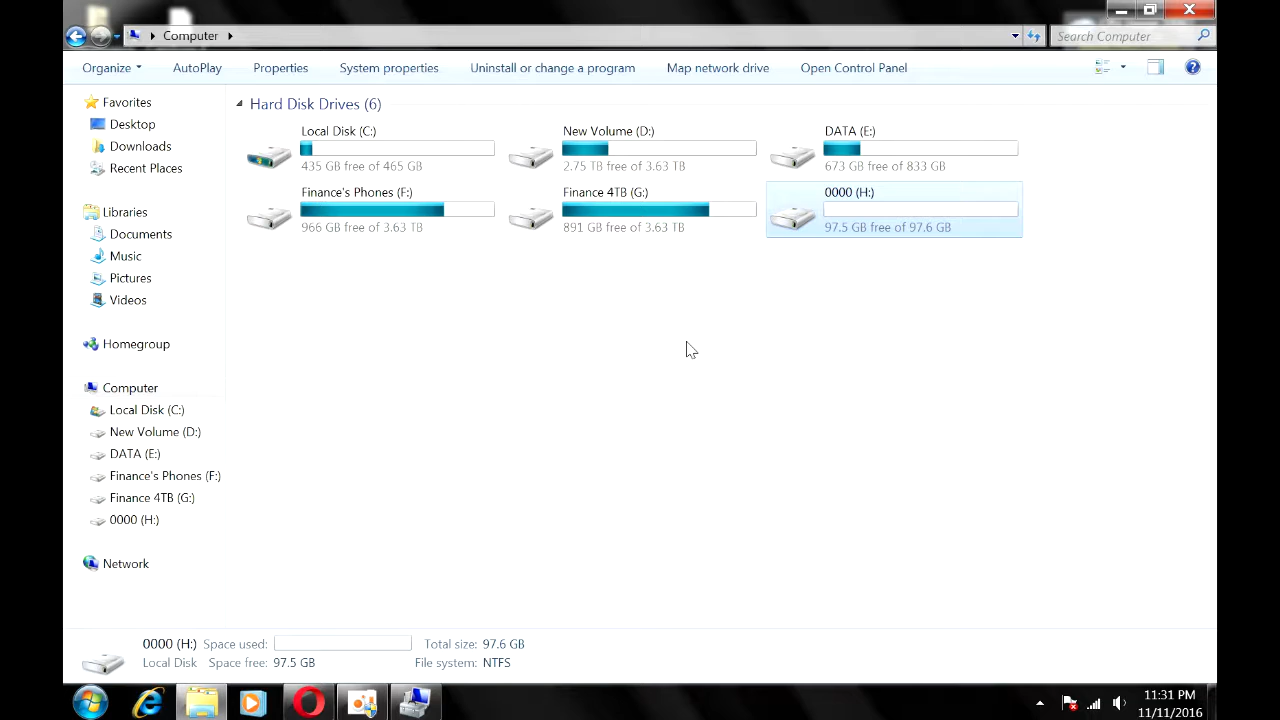 Computer
Search Computer
Organize AutoPlay Properties System properties Uninstall or change a program Map network drive Open Control Panel
Favorites
Desktop
Downloads
Recent Places
Libraries
Documents
Music
Pictures
Videos
Homegroup
Computer
Local Disk (C:)
New Volume (D:)
DATA (E:)
Finance's Phones (F:)
Finance 4TB (G:)
0000 (H:)
Network
Hard Disk Drives (6)
Local Disk (C:)
435 GB free of 465 GB
New Volume (D:)
2.75 TB free of 3.63 TB
DATA (E:)
673 GB free of 833 GB
Finance's Phones (F:)
966 GB free of 3.63 TB
Finance 4TB (G:)
891 GB free of 3.63 TB
0000 (H:)
97.5 GB free of 97.6 GB
0000 (H:) Space used: Total size: 97.6 GB
Local Disk Space free: 97.5 GB File system: NTFS
11:31 PM
11/11/2016